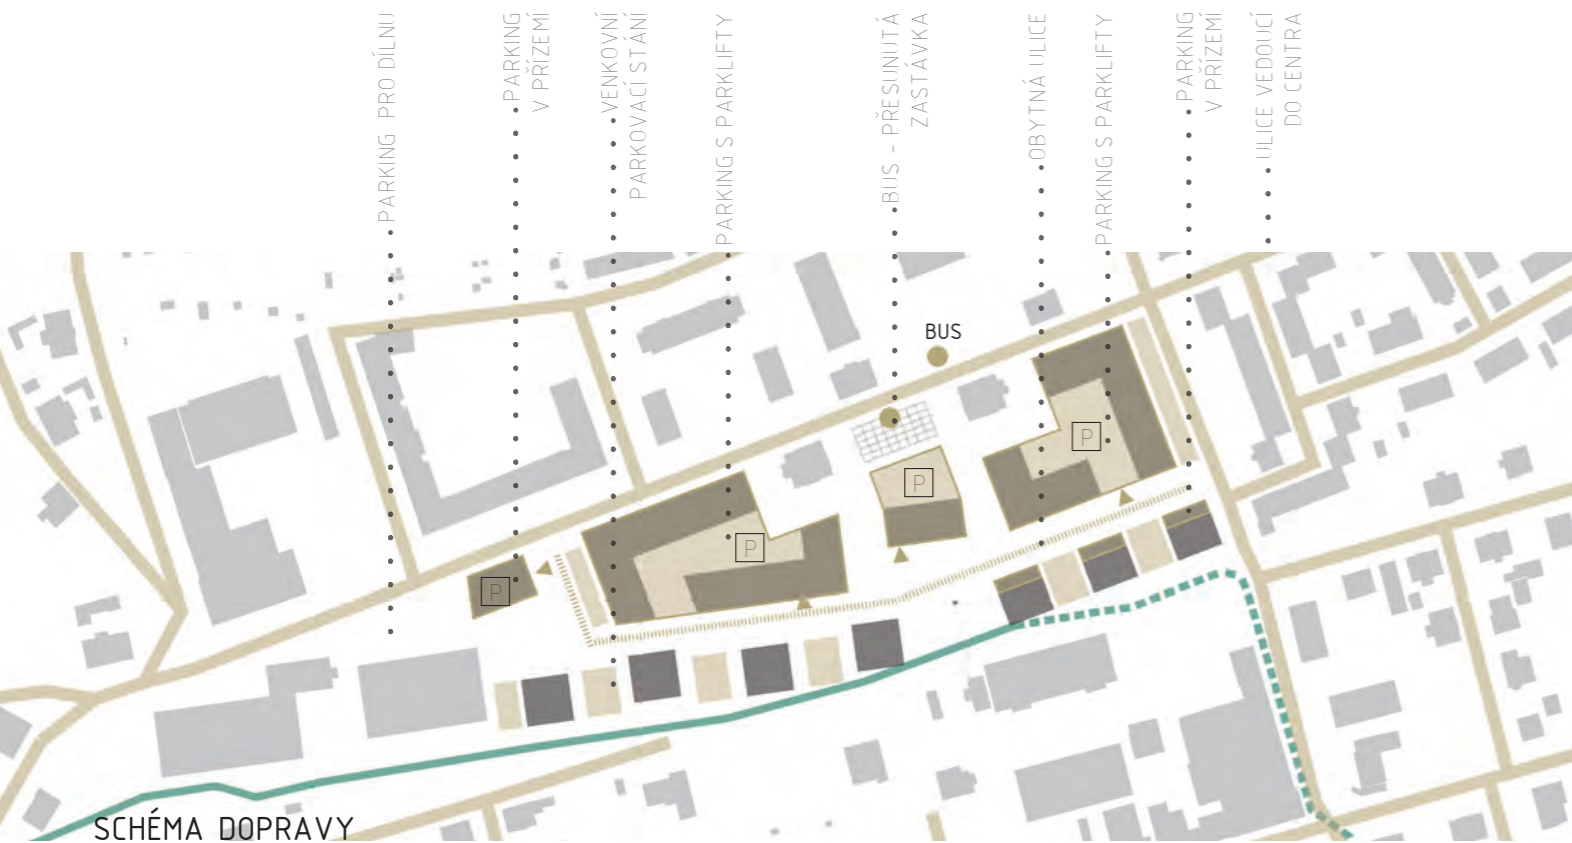 PARKING PRO DÍLNU
PARKING
V PŘÍZEMÍ
VENKOVNÍ
PARKOVACÍ STÁNÍ
PARKING S PARKLIFTY
BUS - PŘESUNUTÁ
ZASTÁVKA
OBYTNÁ ULICE
PARKING S PARKLIFTY
PARKING
V PŘÍZEMÍ
ULICE VEDOUCÍ
DO CENTRA
BUS
P
P
P
P
SCHÉMA DOPRAVY